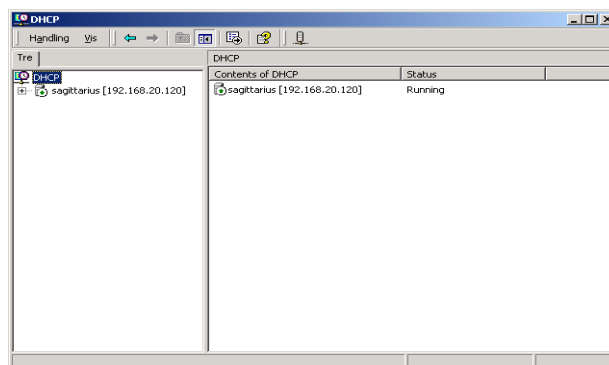 DHCP
Handling Vis
Tre
DHCP
DHCP
Contents of DHCP Status
sagittarius [192.168.20.120]
sagittarius [192.168.20.120] Running